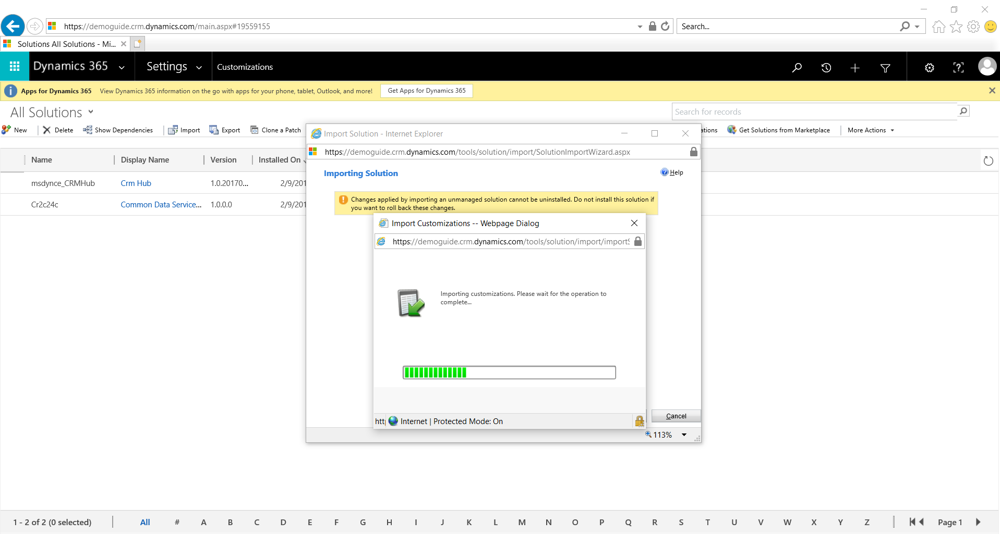 https://demoguide.crm.dynamics.com/main.aspx#19559155
Search...
Solutions All Solutions - Mi...
Dynamics 365
Settings
Customizations
Apps for Dynamics 365 View Dynamics 365 information on the go with apps for your phone, tablet, Outlook, and more! Get Apps for Dynamics 365
All Solutions
Search for records
New Delete Show Dependencies Import Export Clone a Patch Get Solutions from Marketplace More Actions
Name Display Name Version Installed On
msdynce_CRMHub Crm Hub 1.0.20170... 2/9/201
Cr2c24c Common Data Service... 1.0.0.0 2/9/201
Import Solution - Internet Explorer
https://demoguide.crm.dynamics.com/tools/solution/import/SolutionImportWizard.aspx
Importing Solution
Help
Changes applied by importing an unmanaged solution cannot be uninstalled. Do not install this solution if
you want to roll back these changes.
Import Customizations -- Webpage Dialog
https://demoguide.crm.dynamics.com/tools/solution/import/import
Importing customizations. Please wait for the operation to
complete...
Cancel
Internet | Protected Mode: On
113%
1 - 2 of 2 (0 selected) All # A B C D E F G H I J K L M N O P Q R S T U V W X Y Z Page 1